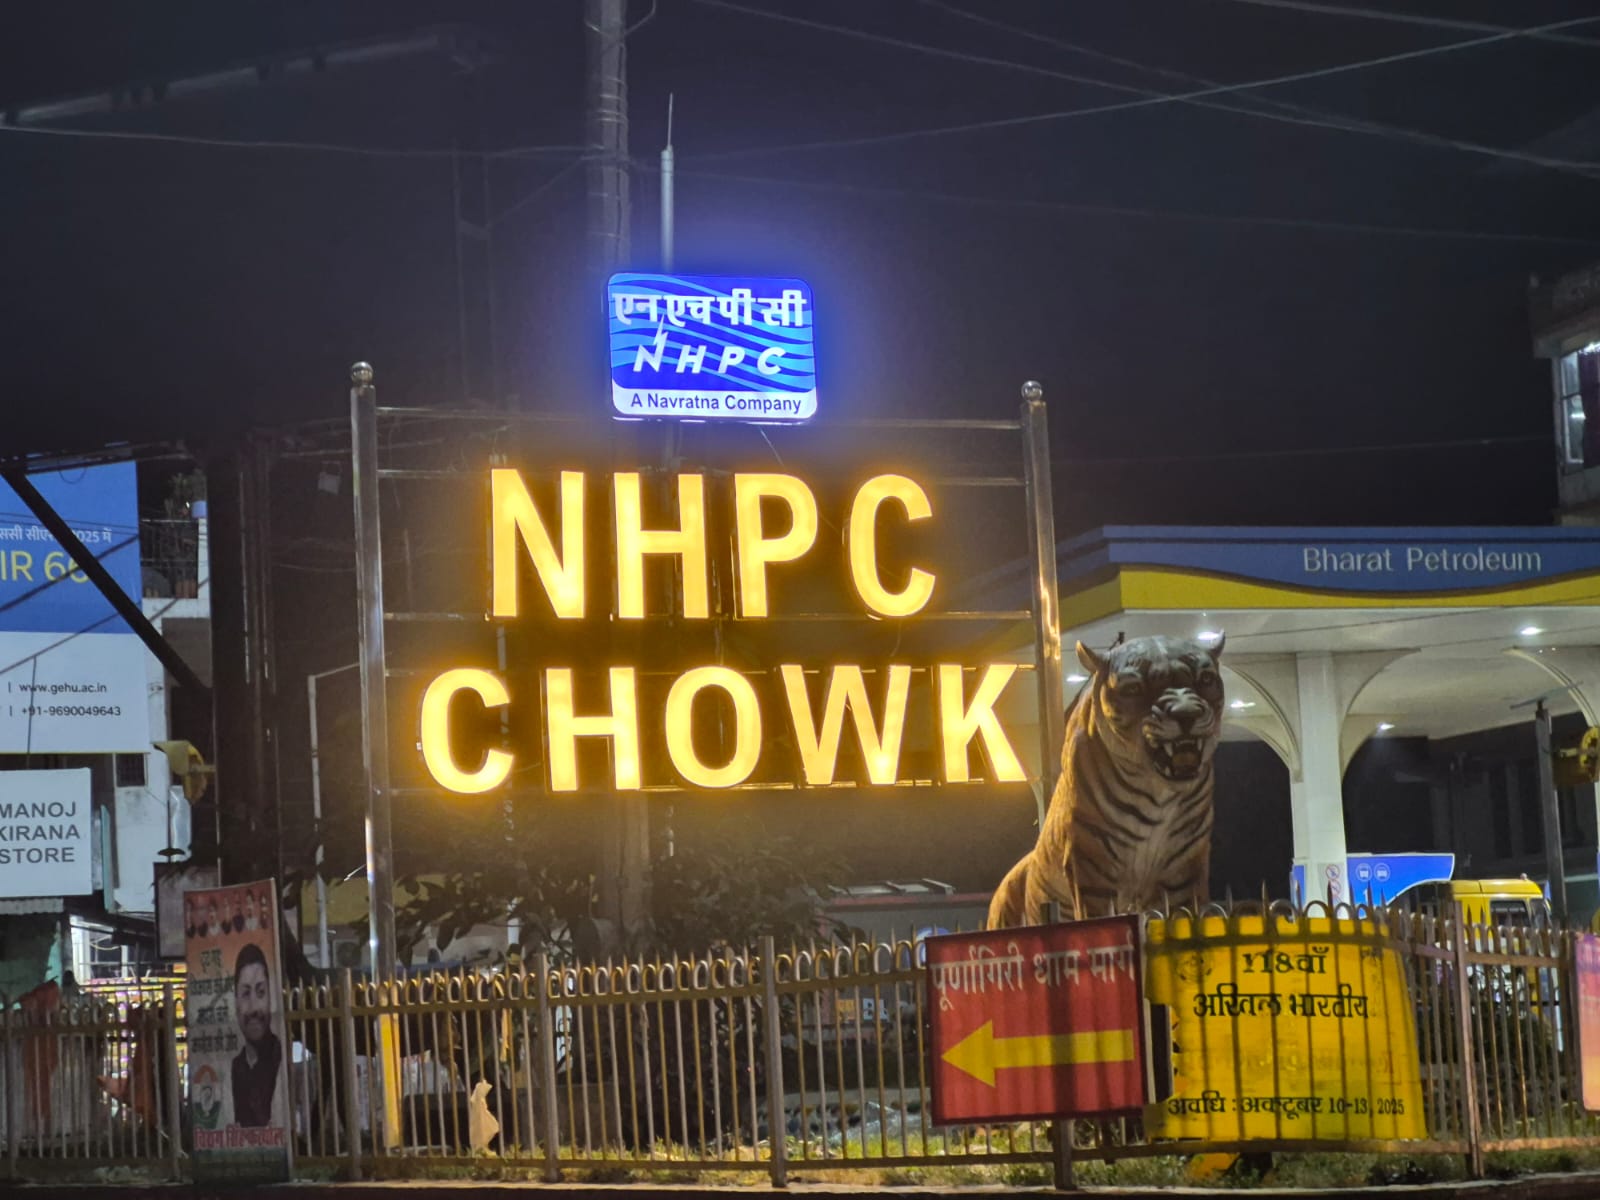 एनएचपीसी
NHPC
A Navratna Company
NHPC
CHOWK
Bharat Petroleum
2025 में
www.gehu.ac.in
+91-9690049643
MANOJ
KIRANA
STORE
पूर्णागिरी धाम मार्ग
अखिल भारतीय
अवधि : अक्टूबर 10-13, 2025